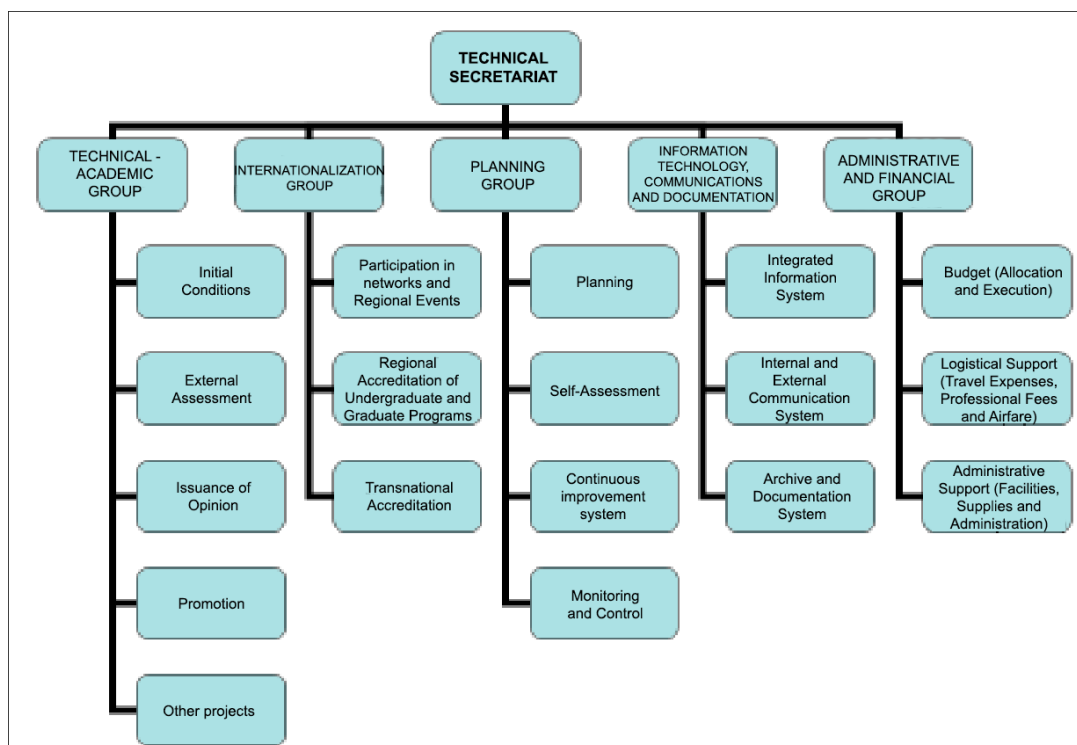 TECHNICAL
SECRETARIAT
TECHNICAL -
ACADEMIC
GROUP
INTERNATIONALIZATION
GROUP
PLANNING
GROUP
INFORMATION
TECHNOLOGY,
COMMUNICATIONS
AND DOCUMENTATION
ADMINISTRATIVE
AND FINANCIAL
GROUP
Initial
Conditions
External
Assessment
Issuance of
Opinion
Promotion
Other projects
Participation in
networks and
Regional Events
Regional
Accreditation of
Undergraduate and
Graduate Programs
Transnational
Accreditation
Planning
Self-Assessment
Continuous
improvement
system
Monitoring
and Control
Integrated
Information
System
Internal and
External
Communication
System
Archive and
Documentation
System
Budget (Allocation
and Execution)
Logistical Support
(Travel Expenses,
Professional Fees
and Airfare)
Administrative
Support (Facilities,
Supplies and
Administration)